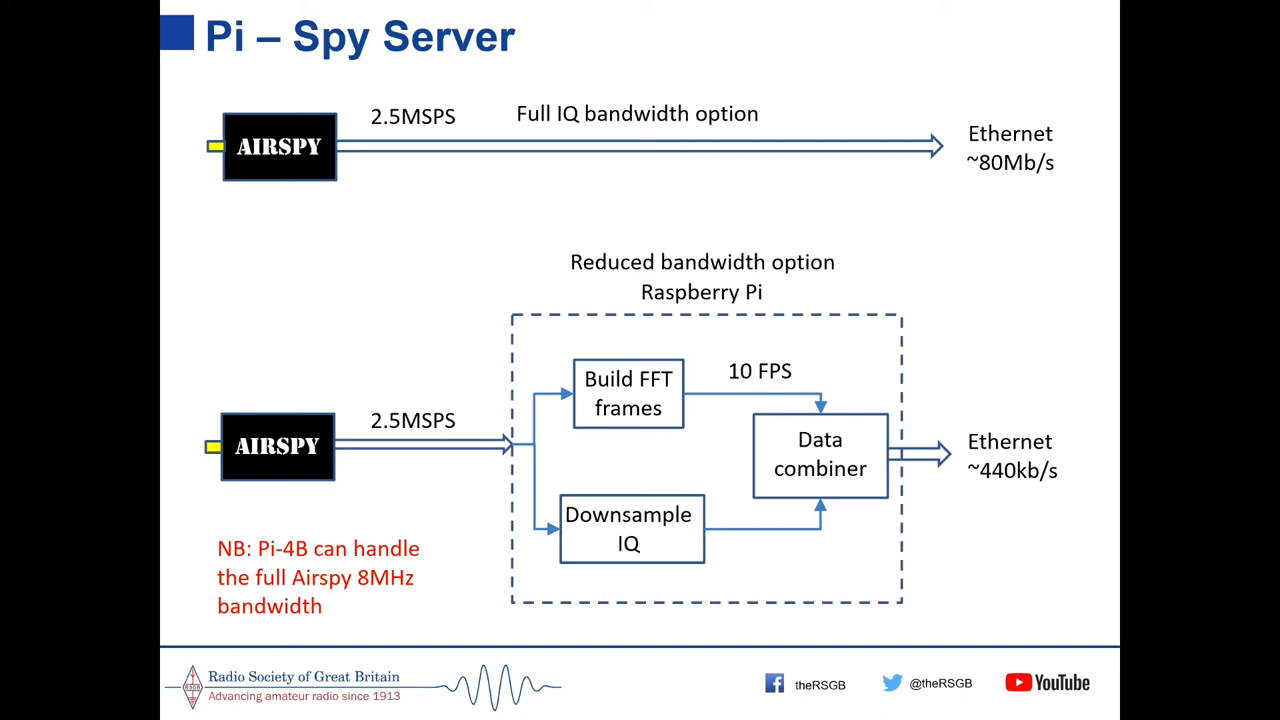 Pi – Spy Server
2.5MSPS
Full IQ bandwidth option
AIRSPY
Ethernet
~80Mb/s
Reduced bandwidth option
Raspberry Pi
Build FFT
frames
10 FPS
2.5MSPS
AIRSPY
Data
combiner
Ethernet
~440kb/s
Downsample
IQ
NB: Pi-4B can handle
the full Airspy 8MHz
bandwidth
RSGB
Radio Society of Great Britain
Advancing amateur radio since 1913
theRSGB
@theRSGB
YouTube